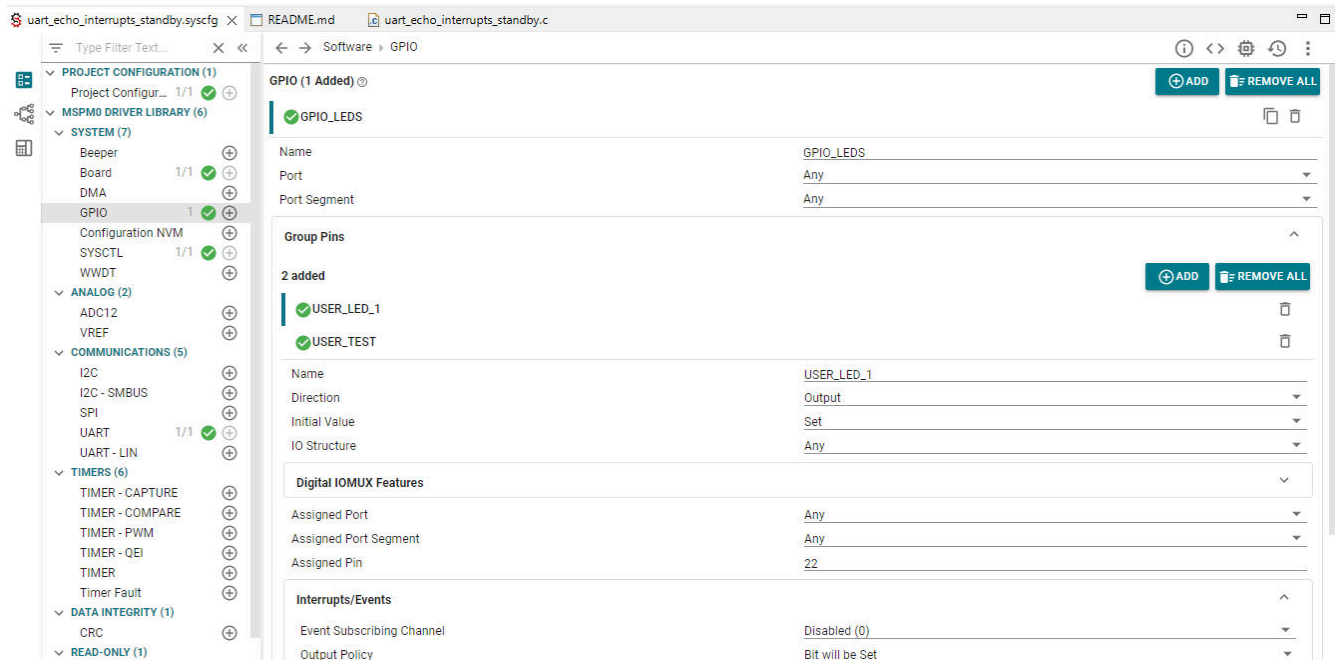 uart_echo_interrupts_standby.syscfg README.md uart_echo_interrupts_standby.c
Type Filter Text...
Software › GPIO
PROJECT CONFIGURATION (1)
Project Configur... 1/1
MSPM0 DRIVER LIBRARY (6)
SYSTEM (7)
Beeper
Board 1/1
DMA
GPIO 1
Configuration NVM
SYSCTL 1/1
WWDT
ANALOG (2)
ADC12
VREF
COMMUNICATIONS (5)
I2C
I2C - SMBUS
SPI
UART 1/1
UART - LIN
TIMERS (6)
TIMER - CAPTURE
TIMER - COMPARE
TIMER - PWM
TIMER - QEI
TIMER
Timer Fault
DATA INTEGRITY (1)
CRC
READ-ONLY (1)
GPIO (1 Added) ADD REMOVE ALL
GPIO_LEDS
Name GPIO_LEDS
Port Any
Port Segment Any
Group Pins
2 added ADD REMOVE ALL
USER_LED_1
USER_TEST
Name USER_LED_1
Direction Output
Initial Value Set
IO Structure Any
Digital IOMUX Features
Assigned Port Any
Assigned Port Segment Any
Assigned Pin 22
Interrupts/Events
Event Subscribing Channel Disabled (0)
Output Policy Bit will be Set